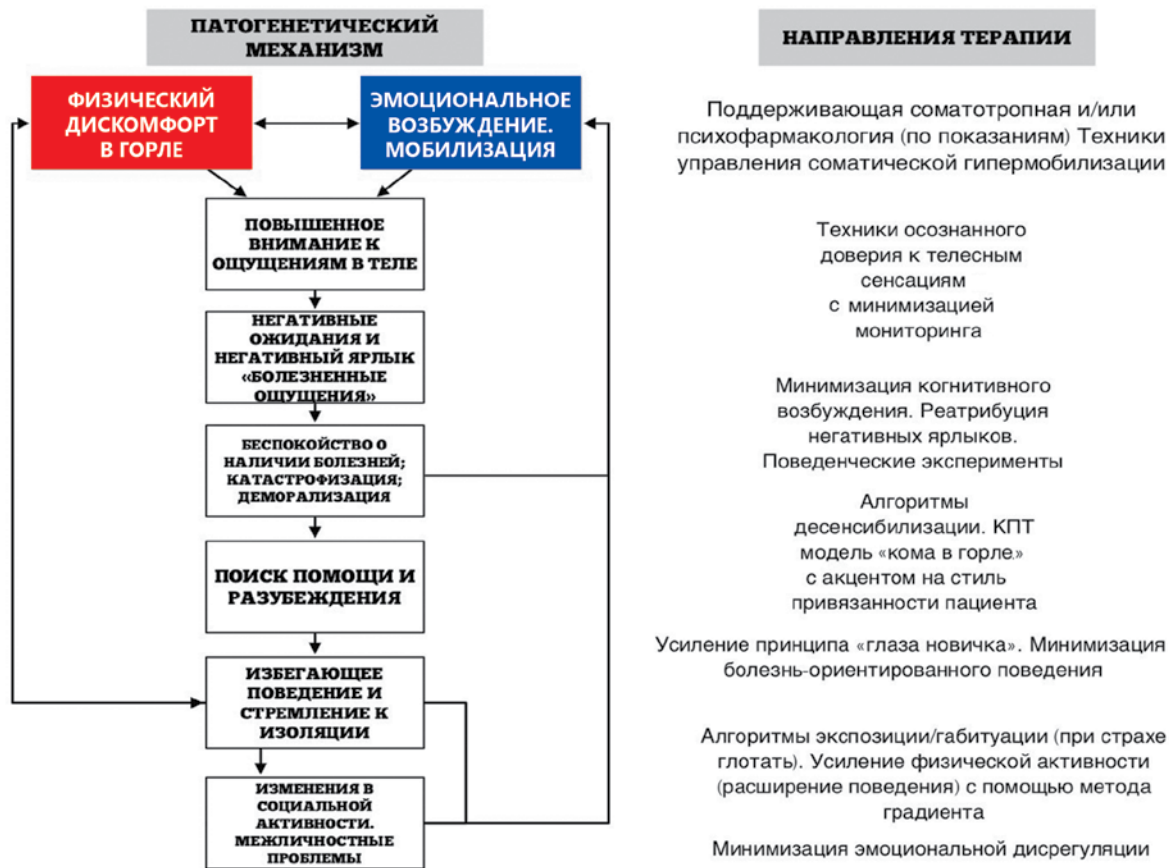 ПАТОГЕНЕТИЧЕСКИЙ
МЕХАНИЗМ
ФИЗИЧЕСКИЙ
ДИСКОМФОРТ
В ГОРЛЕ
ЭМОЦИОНАЛЬНОЕ
ВОЗБУЖДЕНИЕ.
МОБИЛИЗАЦИЯ
ПОВЫШЕННОЕ
ВНИМАНИЕ К
ОЩУЩЕНИЯМ В ТЕЛЕ
НЕГАТИВНЫЕ
ОЖИДАНИЯ И
НЕГАТИВНЫЙ ЯРЛЫК
«БОЛЕЗНЕННЫЕ
ОЩУЩЕНИЯ»
БЕСПОКОЙСТВО О
НАЛИЧИИ БОЛЕЗНЕЙ;
КАТАСТРОФИЗАЦИЯ;
ДЕМОРАЛИЗАЦИЯ
ПОИСК ПОМОЩИ И
РАЗУБЕЖДЕНИЯ
ИЗБЕГАЮЩЕЕ
ПОВЕДЕНИЕ И
СТРЕМЛЕНИЕ К
ИЗОЛЯЦИИ
ИЗМЕНЕНИЯ В
СОЦИАЛЬНОЙ
АКТИВНОСТИ.
МЕЖЛИЧНОСТНЫЕ
ПРОБЛЕМЫ
НАПРАВЛЕНИЯ ТЕРАПИИ
Поддерживающая соматотропная и/или
психофармакология (по показаниям) Техники
управления соматической гипермобилизации
Техники осознанного
доверия к телесным
сенсациям
с минимизацией
мониторинга
Минимизация когнитивного
возбуждения. Реатрибуция
негативных ярлыков.
Поведенческие эксперименты
Алгоритмы
десенсибилизации. КПТ
модель «кома в горле»
с акцентом на стиль
привязанности пациента
Усиление принципа «глаза новичка». Минимизация
болезнь-ориентированного поведения
Алгоритмы экспозиции/габитуации (при страхе
глотать). Усиление физической активности
(расширение поведения) с помощью метода
градиента
Минимизация эмоциональной дисрегуляции